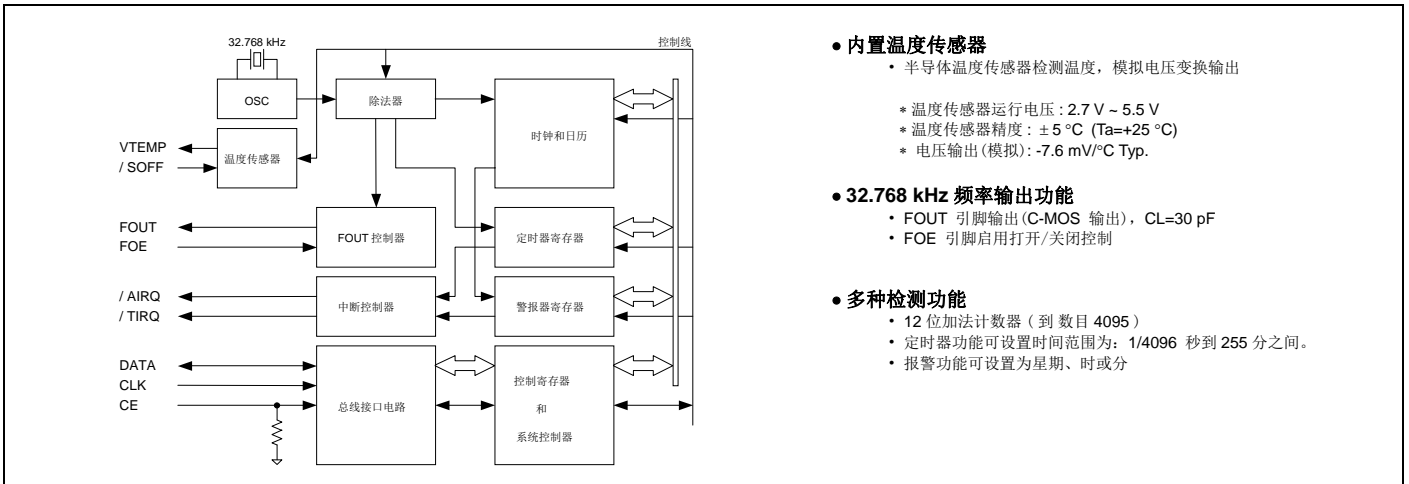 32.768 kHz
控制线
OSC
除法器
时钟和日历
VTEMP
/ SOFF
温度传感器
FOUT
FOE
FOUT 控制器
定时器寄存器
/ AIRQ
/ TIRQ
中断控制器
警报器寄存器
DATA
CLK
CE
总线接口电路
控制寄存器
和
系统控制器
● 内置温度传感器
• 半导体温度传感器检测温度，模拟电压变换输出
* 温度传感器运行电压 : 2.7 V ~ 5.5 V
* 温度传感器精度 : ± 5 °C (Ta=+25 °C)
* 电压输出(模拟): -7.6 mV/°C Typ.
● 32.768 kHz 频率输出功能
• FOUT 引脚输出(C-MOS 输出)，CL=30 pF
• FOE 引脚启用打开/关闭控制
● 多种检测功能
• 12 位加法计数器 ( 到 数目 4095 )
• 定时器功能可设置时间范围为：1/4096 秒到 255 分之间。
• 报警功能可设置为星期、时或分